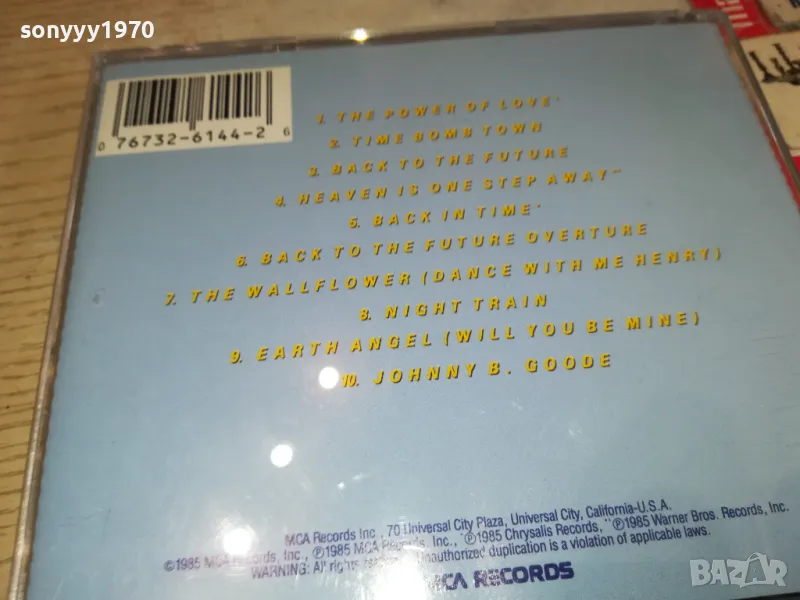 sonyyy1970
0 76732-6144-2 6
1. THE POWER OF LOVE*
2. TIME BOMB TOWN
3. BACK TO THE FUTURE
4. HEAVEN IS ONE STEP AWAY**
5. BACK IN TIME*
6. BACK TO THE FUTURE OVERTURE
7. THE WALLFLOWER (DANCE WITH ME HENRY)
8. NIGHT TRAIN
9. EARTH ANGEL (WILL YOU BE MINE)
10. JOHNNY B. GOODE
MCA Records Inc., 70 Universal City Plaza, Universal City, California-U.S.A.
©1985 MCA Records, Inc., ℗1985 MCA Records, Inc., *℗1985 Chrysalis Records, **℗1985 Warner Bros. Records, Inc.
WARNING: All rights Unauthorized duplication is a violation of applicable laws.
MCA RECORDS
BAZAR